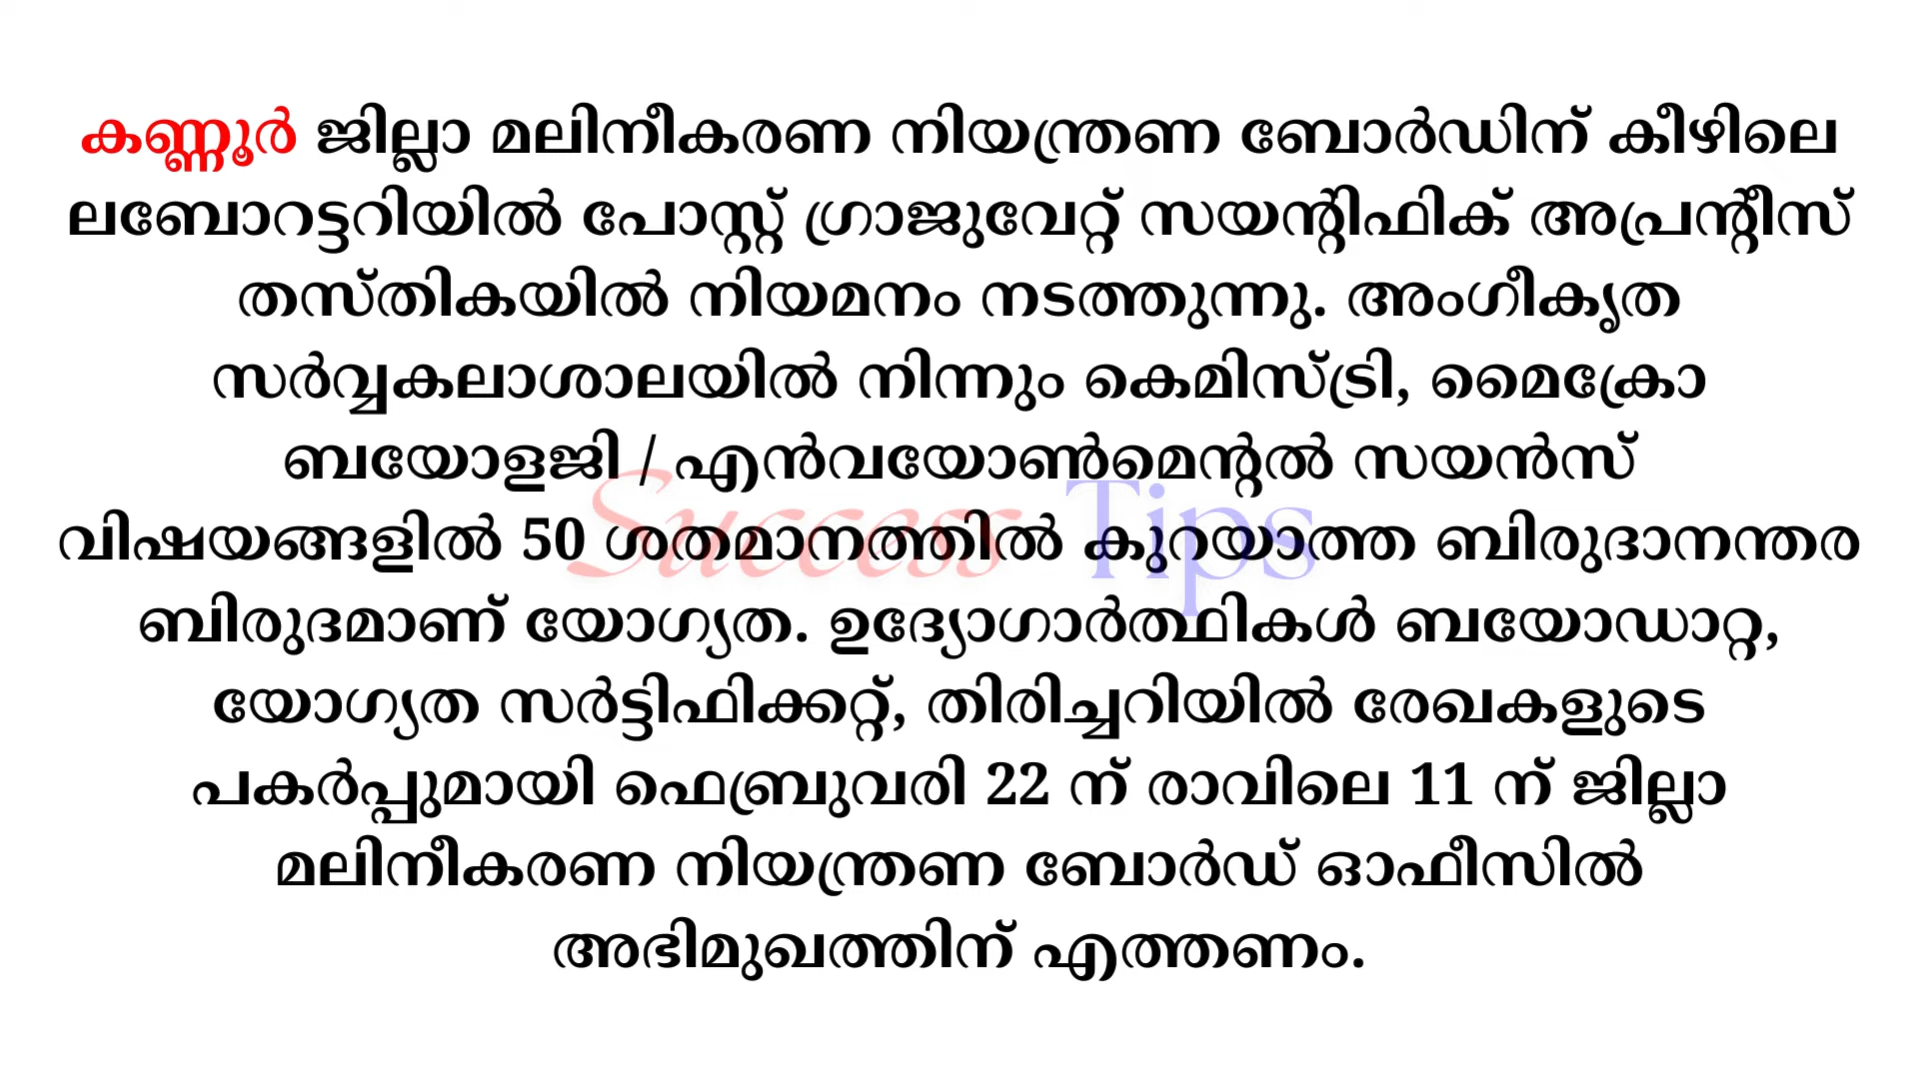 കണ്ണൂർ ജില്ലാ മലിനീകരണ നിയന്ത്രണ ബോർഡിന് കീഴിലെ
ലബോറട്ടറിയിൽ പോസ്റ്റ് ഗ്രാജുവേറ്റ് സയന്റിഫിക് അപ്രന്റീസ്
തസ്തികയിൽ നിയമനം നടത്തുന്നു. അംഗീകൃത
സർവ്വകലാശാലയിൽ നിന്നും കെമിസ്ട്രി, മൈക്രോ
ബയോളജി / എൻവയോൺമെന്റൽ സയൻസ്
വിഷയങ്ങളിൽ 50 ശതമാനത്തിൽ കുറയടത്ത ബിരുദാനന്തര
ബിരുദമാണ് യോഗ്യത. ഉദ്യോഗാർത്ഥികൾ ബയോഡാറ്റ,
യോഗ്യത സർട്ടിഫിക്കറ്റ്, തിരിച്ചറിയിൽ രേഖകളുടെ
പകർപ്പുമായി ഫെബ്രുവരി 22 ന് രാവിലെ 11 ന് ജില്ലാ
മലിനീകരണ നിയന്ത്രണ ബോർഡ് ഓഫീസിൽ
അഭിമുഖത്തിന് എത്തണം.
Success Tips